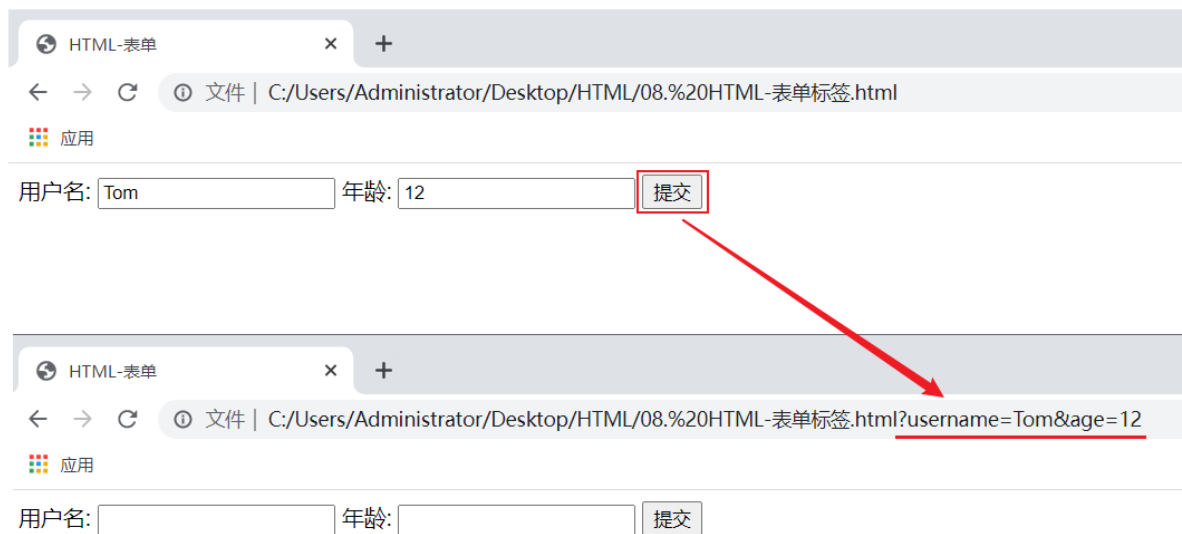 HTML-表单
文件 | C:/Users/Administrator/Desktop/HTML/08.%20HTML-表单标签.html
应用
用户名: Tom 年龄: 12 提交
HTML-表单
文件 | C:/Users/Administrator/Desktop/HTML/08.%20HTML-表单标签.html?username=Tom&age=12
应用
用户名: 年龄: 提交